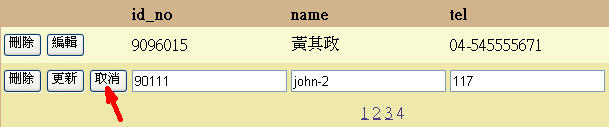 id_no name tel
刪除 編輯 9096015 黃其政 04-545555671
刪除 更新 取消 90111 john-2 117
1 2 3 4